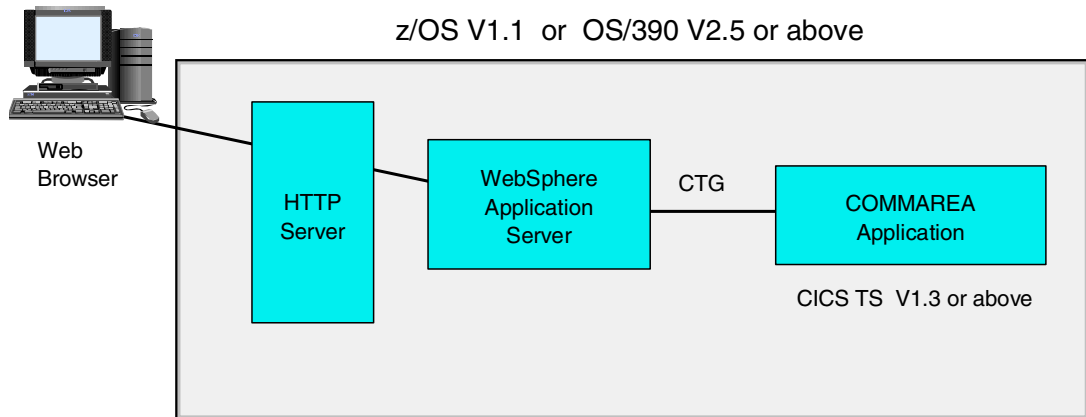 z/OS V1.1 or OS/390 V2.5 or above
Web
Browser
HTTP
Server
WebSphere
Application
Server
CTG
COMMAREA
Application
CICS TS V1.3 or above